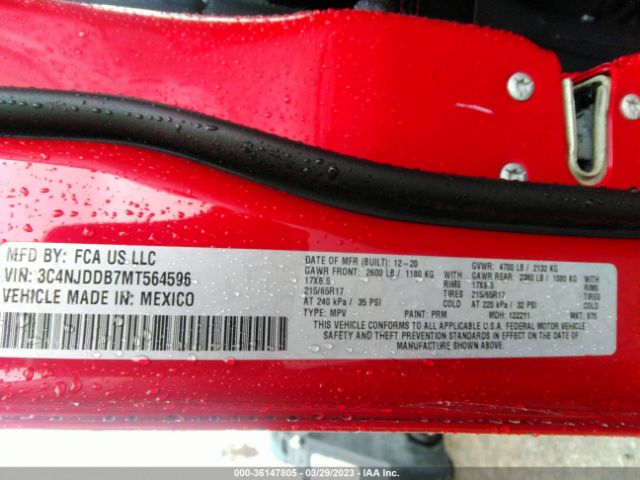 MFD BY: FCA US LLC
VIN: 3C4NJDDB7MT564596
VEHICLE MADE IN: MEXICO
DATE OF MFR (BUILT): 12-20 GVWR: 4700 LB / 2132 KG
GAWR FRONT: 2600 LB / 1180 KG WITH GAWR REAR: 2380 LB / 1080 KG WITH
17X6.5 RIMS 17X6.5 RIMS
215/65R17 TIRES 215/65R17 TIRES
AT 240 kPa / 35 PSI COLD AT 220 kPa / 32 PSI COLD
TYPE: MPV PAINT: PRM MDH: 122211 MKT: 875
THIS VEHICLE CONFORMS TO ALL APPLICABLE U.S.A. FEDERAL MOTOR VEHICLE
SAFETY AND THEFT PREVENTION STANDARDS IN EFFECT ON THE DATE OF
MANUFACTURE SHOWN ABOVE.
000-36147805 - 03/29/2023 - IAA Inc.